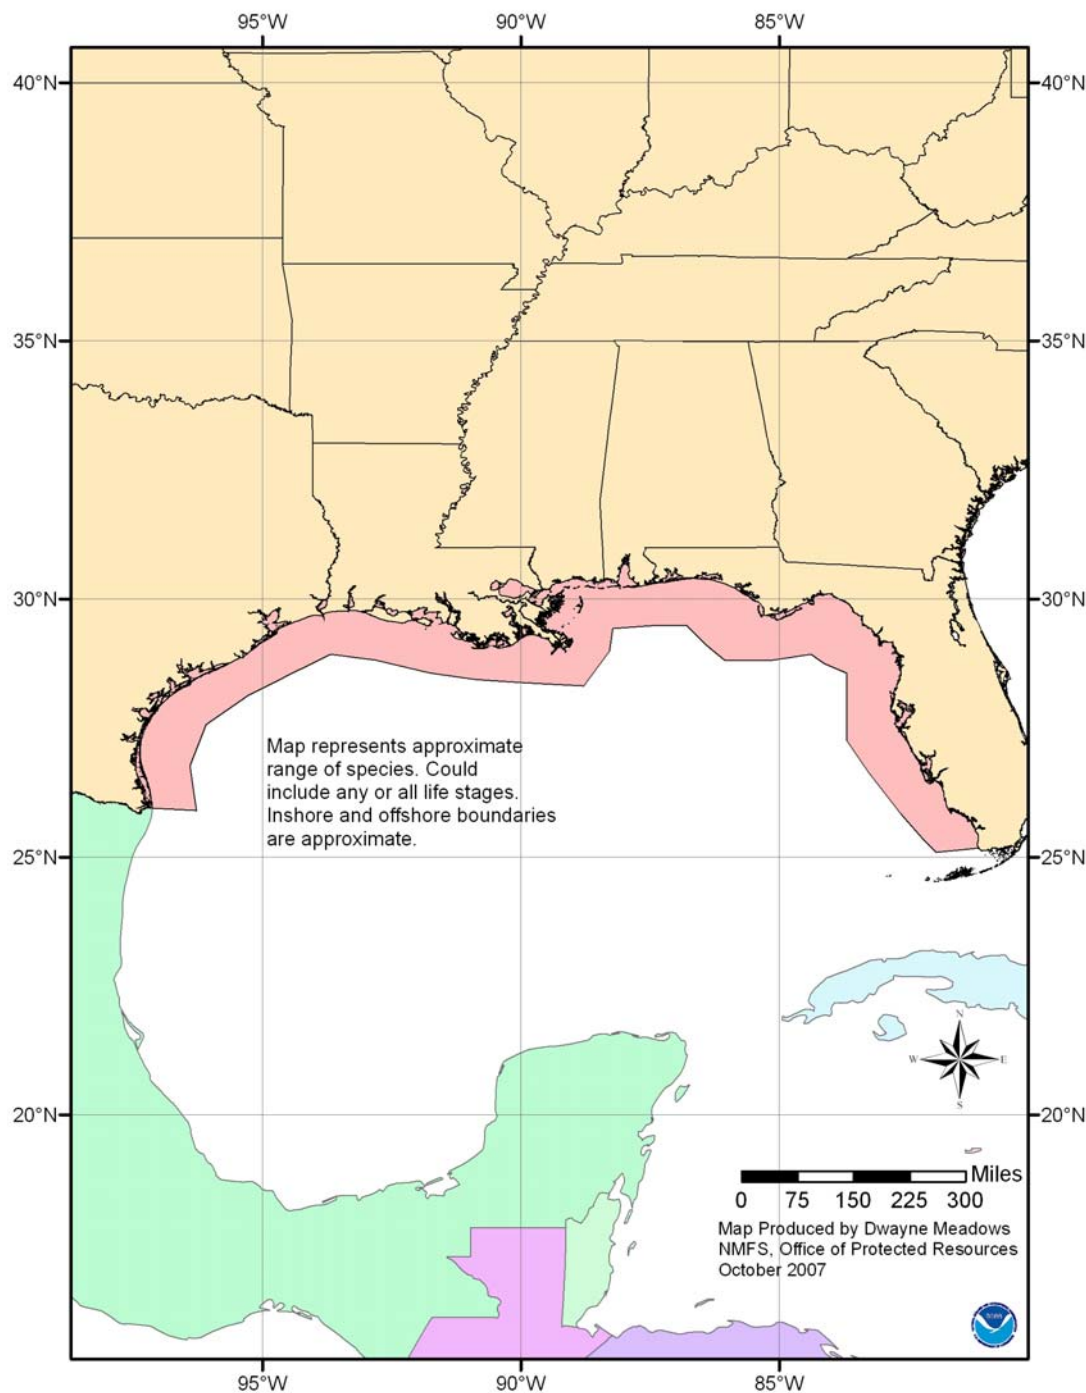 95°W 90°W 85°W
40°N 40°N
35°N 35°N
30°N 30°N
Map represents approximate
range of species. Could
include any or all life stages.
Inshore and offshore boundaries
are approximate.
25°N 25°N
N
W E
S
20°N 20°N
Miles
0 75 150 225 300
Map Produced by Dwayne Meadows
NMFS, Office of Protected Resources
October 2007
95°W 90°W 85°W